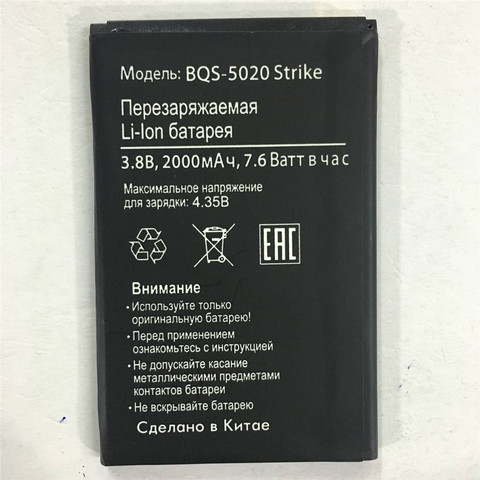 Модель: BQS-5020 Strike
Перезаряжаемая
Li-Ion батарея
3.8В, 2000мАч, 7.6 Ватт в час
Максимальное напряжение
для зарядки: 4.35В
EAC
Внимание
• Используйте только
оригинальную батарею!
• Перед применением
ознакомьтесь с инструкцией
• Не допускайте касание
металлическими предметами
контактов батареи
• Не вскрывайте батарею
Сделано в Китае